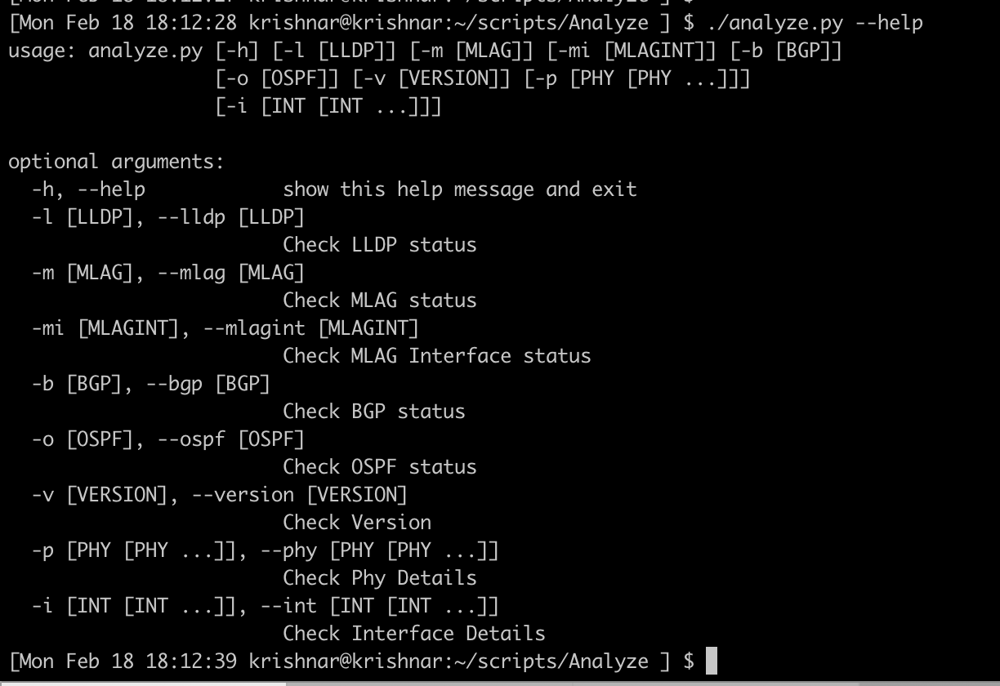 [Mon Feb 18 18:12:28 krishnar@krishnar:~/scripts/Analyze ] $ ./analyze.py --help
usage: analyze.py [-h] [-l [LLDP]] [-m [MLAG]] [-mi [MLAGINT]] [-b [BGP]]
                  [-o [OSPF]] [-v [VERSION]] [-p [PHY [PHY ...]]]
                  [-i [INT [INT ...]]]

optional arguments:
  -h, --help            show this help message and exit
  -l [LLDP], --lldp [LLDP]
                        Check LLDP status
  -m [MLAG], --mlag [MLAG]
                        Check MLAG status
  -mi [MLAGINT], --mlagint [MLAGINT]
                        Check MLAG Interface status
  -b [BGP], --bgp [BGP]
                        Check BGP status
  -o [OSPF], --ospf [OSPF]
                        Check OSPF status
  -v [VERSION], --version [VERSION]
                        Check Version
  -p [PHY [PHY ...]], --phy [PHY [PHY ...]]
                        Check Phy Details
  -i [INT [INT ...]], --int [INT [INT ...]]
                        Check Interface Details
[Mon Feb 18 18:12:39 krishnar@krishnar:~/scripts/Analyze ] $